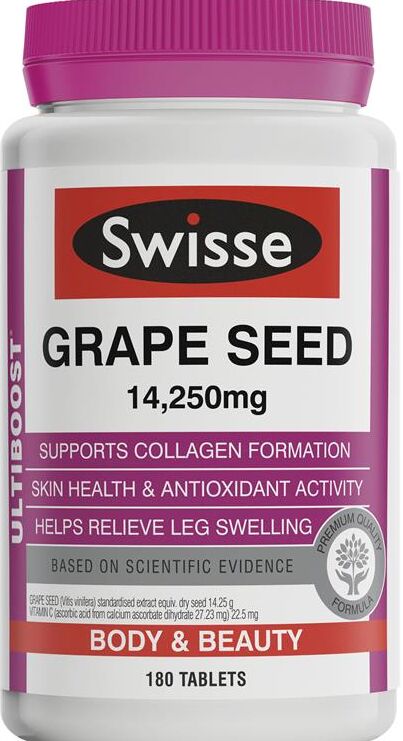 Swisse
GRAPE SEED
14,250mg
ULTIBOOST
SUPPORTS COLLAGEN FORMATION
SKIN HEALTH & ANTIOXIDANT ACTIVITY
HELPS RELIEVE LEG SWELLING
BASED ON SCIENTIFIC EVIDENCE
PREMIUM QUALITY
FORMULA
GRAPE SEED (Vitis vinifera) standardised extract equiv. dry seed 14.25 g
VITAMIN C (ascorbic acid from calcium ascorbate dihydrate 27.23 mg) 22.5 mg
BODY & BEAUTY
180 TABLETS